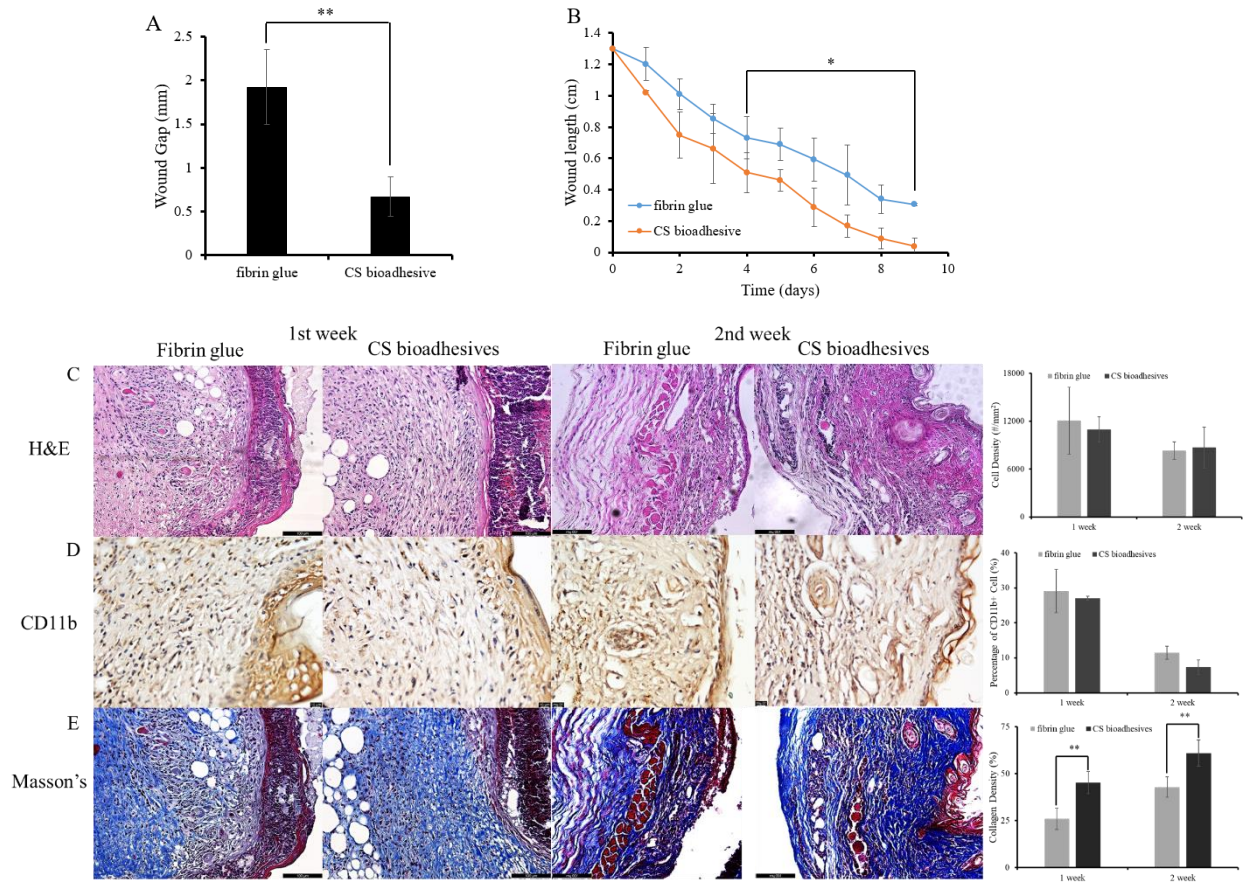 A
**
2.5
2
1.5
1
0.5
0
Wound Gap (mm)
fibrin glue
CS bioadhesive
B
*
1.4
1.2
1
0.8
0.6
0.4
0.2
0
Wound length (cm)
fibrin glue
CS bioadhesive
0 2 4 6 8 10
Time (days)
1st week
2nd week
Fibrin glue
CS bioadhesives
Fibrin glue
CS bioadhesives
C
H&E
fibrin glue CS bioadhesives
18000
12000
6000
0
Cell Density (#/mm²)
1 week 2 week
D
CD11b
fibrin glue CS bioadhesives
40
30
20
10
0
Percentage of CD11b+ Cell (%)
1 week 2 week
E
Masson's
fibrin glue CS bioadhesives
**
**
75
50
25
0
Collagen Density (%)
1 week 2 week